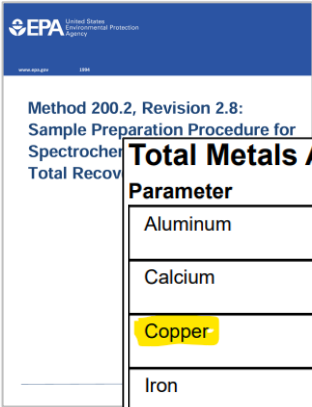 EPA
United States
Environmental Protection
Agency
www.epa.gov 1994
Method 200.2, Revision 2.8:
Sample Preparation Procedure for
Spectrochem
Total Recov
Total Metals A
Parameter
Aluminum
Calcium
Copper
Iron